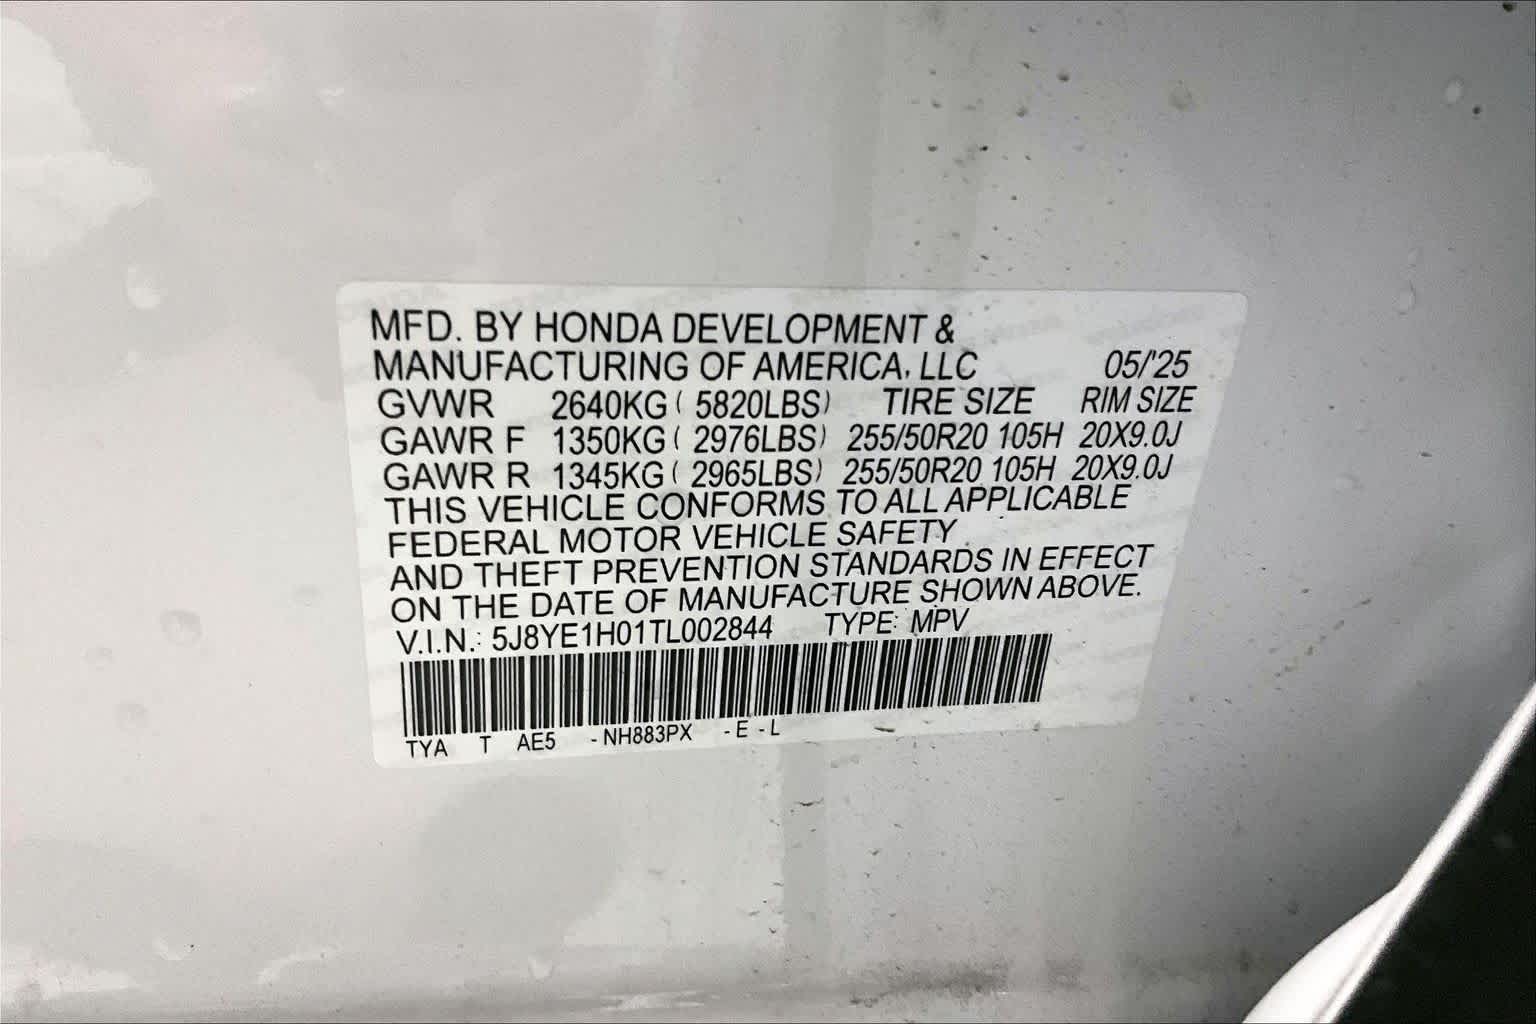 MFD. BY HONDA DEVELOPMENT &
MANUFACTURING OF AMERICA, LLC 05/'25
GVWR 2640KG ( 5820LBS) TIRE SIZE RIM SIZE
GAWR F 1350KG ( 2976LBS) 255/50R20 105H 20X9.0J
GAWR R 1345KG ( 2965LBS) 255/50R20 105H 20X9.0J
THIS VEHICLE CONFORMS TO ALL APPLICABLE
FEDERAL MOTOR VEHICLE SAFETY
AND THEFT PREVENTION STANDARDS IN EFFECT
ON THE DATE OF MANUFACTURE SHOWN ABOVE.
V.I.N.: 5J8YE1H01TL002844 TYPE: MPV
TYA T AE5 - NH883PX - E - L